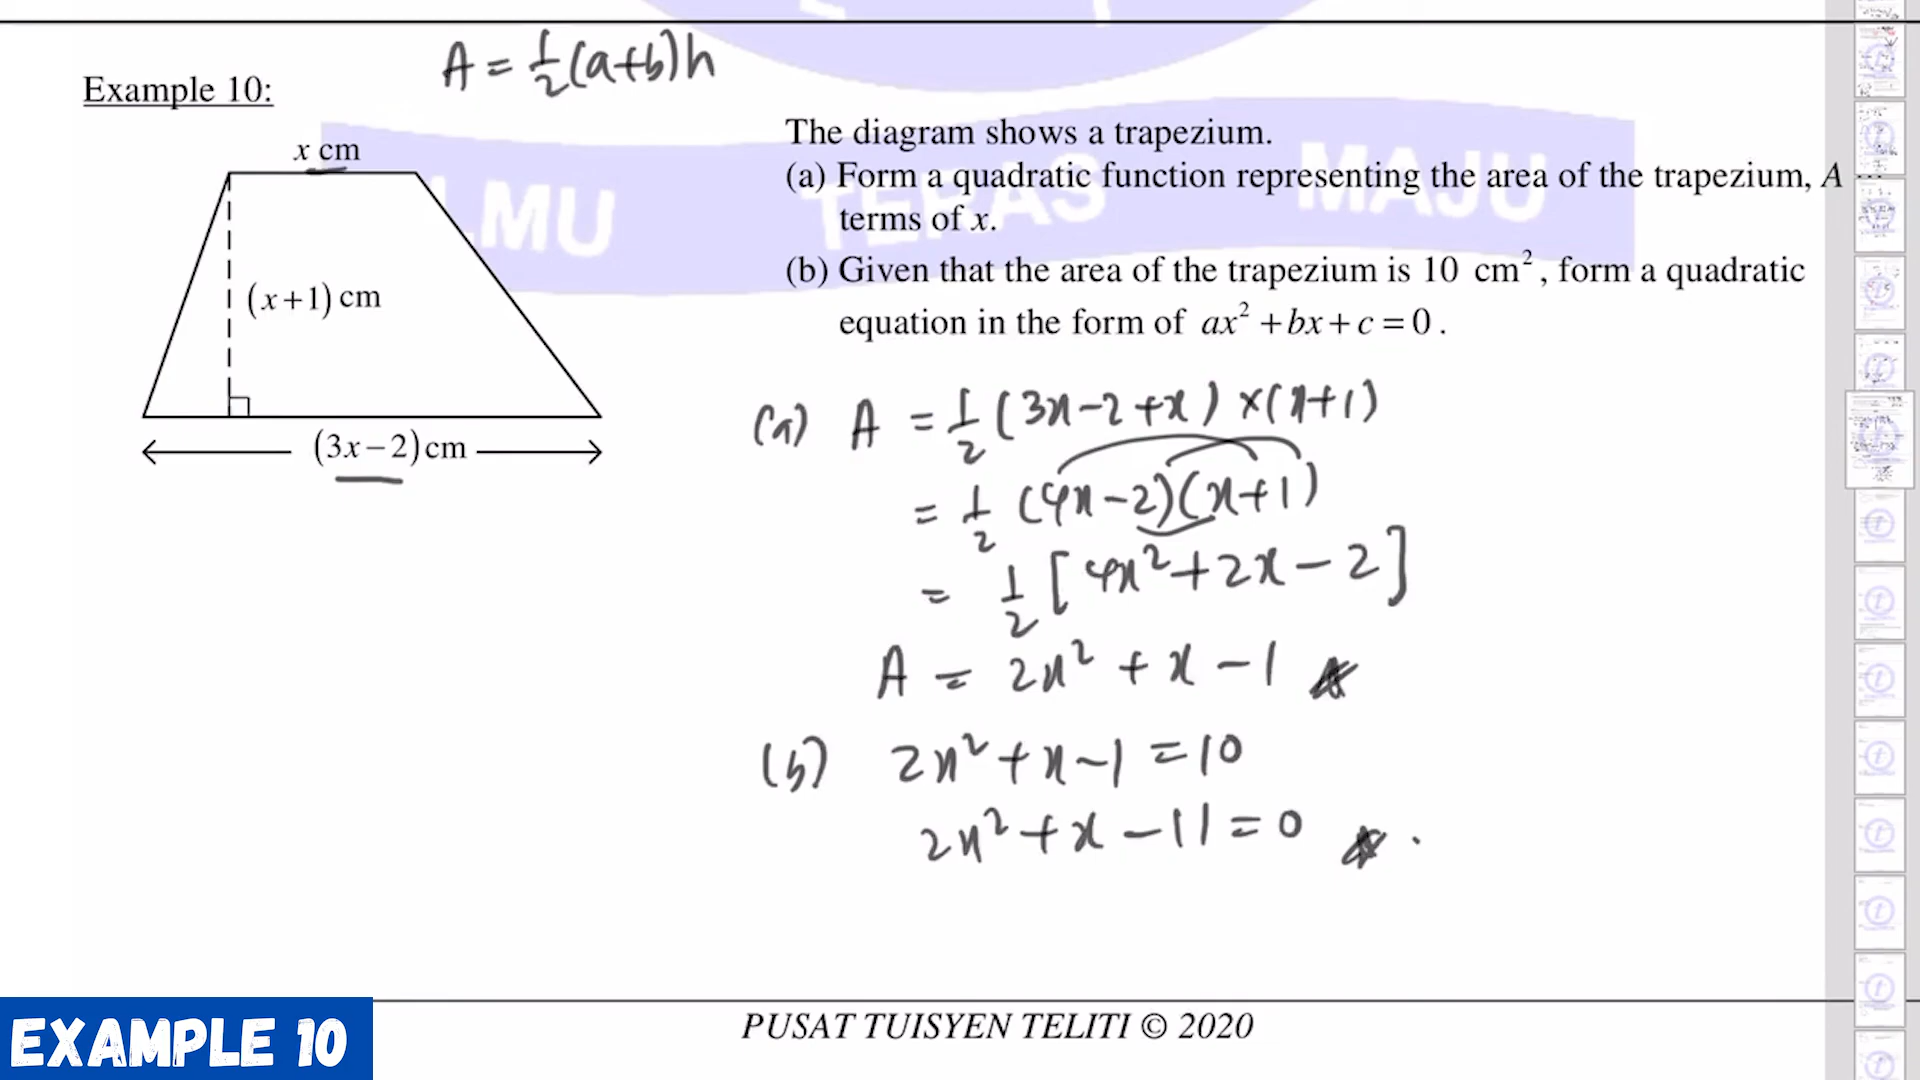 A = 1/2 (a+b)h
Example 10:
x cm
(x+1) cm
(3x−2) cm
The diagram shows a trapezium.
(a) Form a quadratic function representing the area of the trapezium, A
terms of x.
(b) Given that the area of the trapezium is 10 cm², form a quadratic
equation in the form of ax² + bx + c = 0.
(a) A = 1/2 (3x−2+x) × (x+1)
= 1/2 (4x−2)(x+1)
= 1/2 [4x²+2x−2]
A = 2x² + x − 1
(b) 2x² + x − 1 = 10
2x² + x − 11 = 0
LMU TERAS MAJU
EXAMPLE 10
PUSAT TUISYEN TELITI © 2020